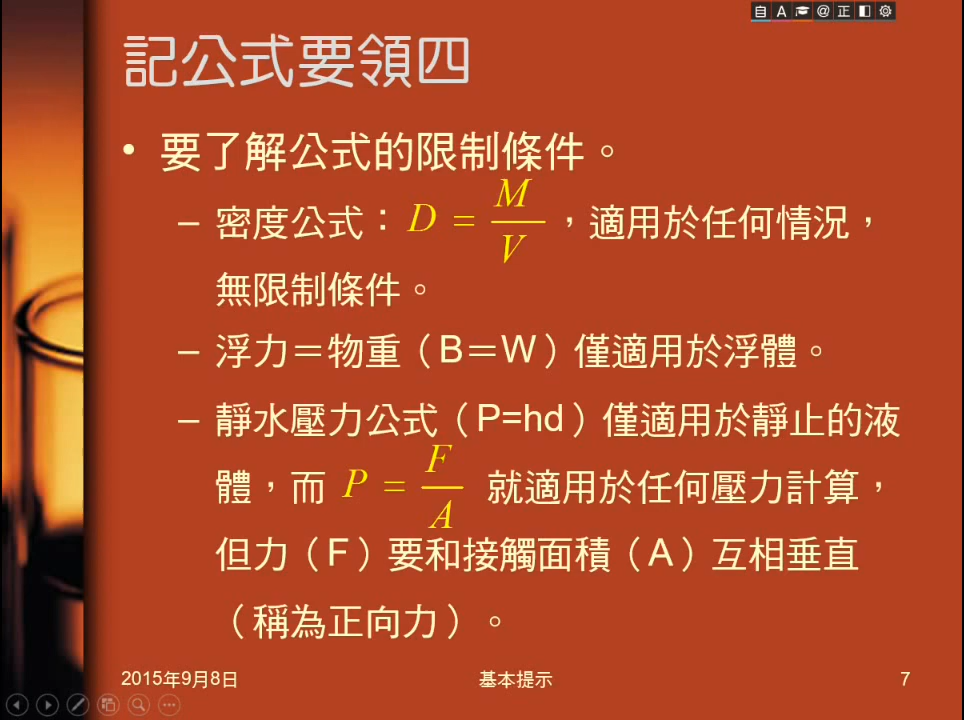 自 A @ 正
記公式要領四
• 要了解公式的限制條件。
– 密度公式：D = M/V，適用於任何情況，
無限制條件。
– 浮力＝物重（B＝W）僅適用於浮體。
– 靜水壓力公式（P=hd）僅適用於靜止的液
體，而 P = F/A 就適用於任何壓力計算，
但力（F）要和接觸面積（A）互相垂直
（稱為正向力）。
2015年9月8日 基本提示 7